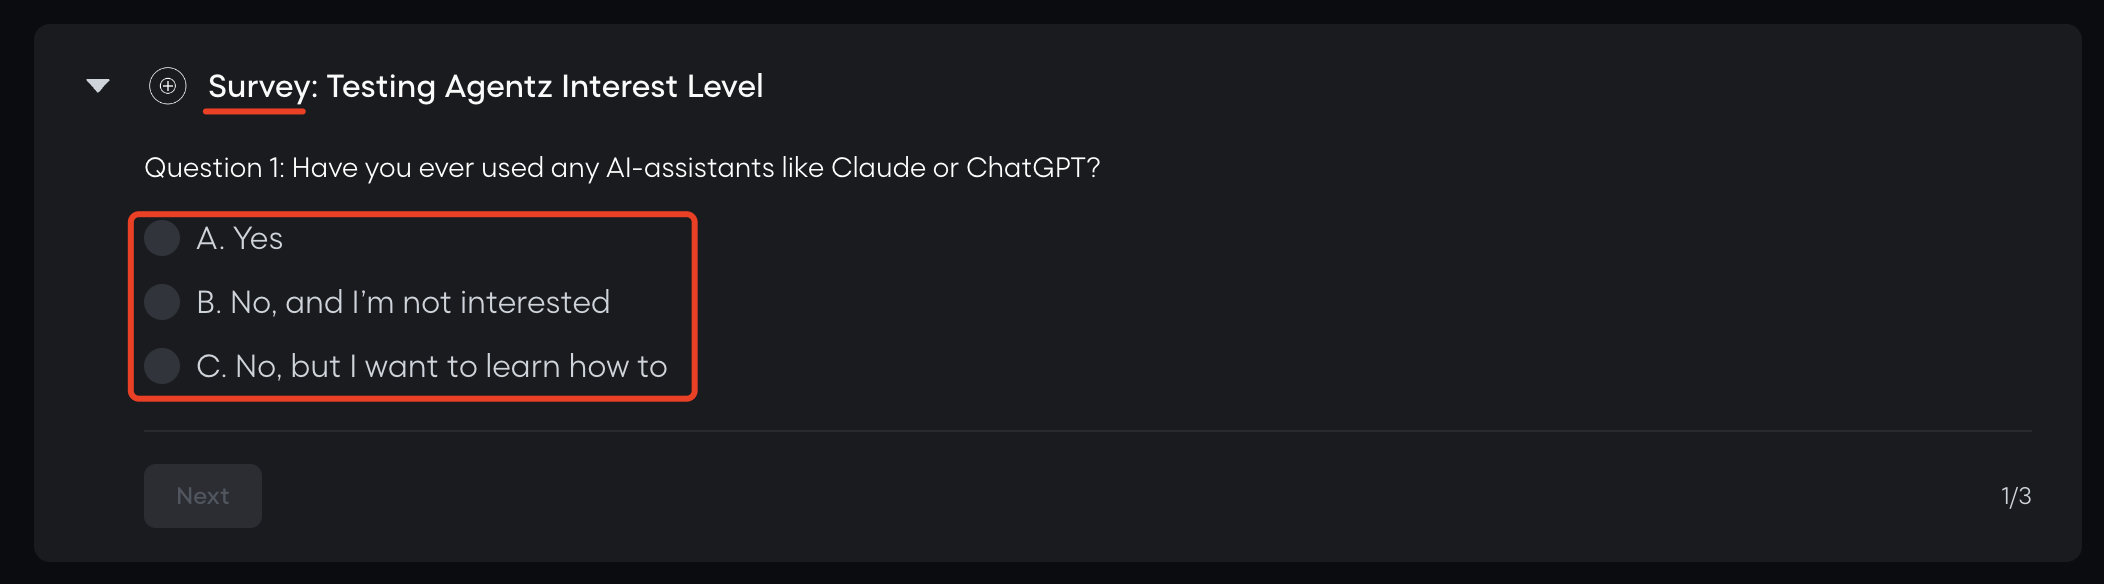 Survey: Testing Agentz Interest Level
Question 1: Have you ever used any AI-assistants like Claude or ChatGPT?
A. Yes
B. No, and I’m not interested
C. No, but I want to learn how to
Next
1/3